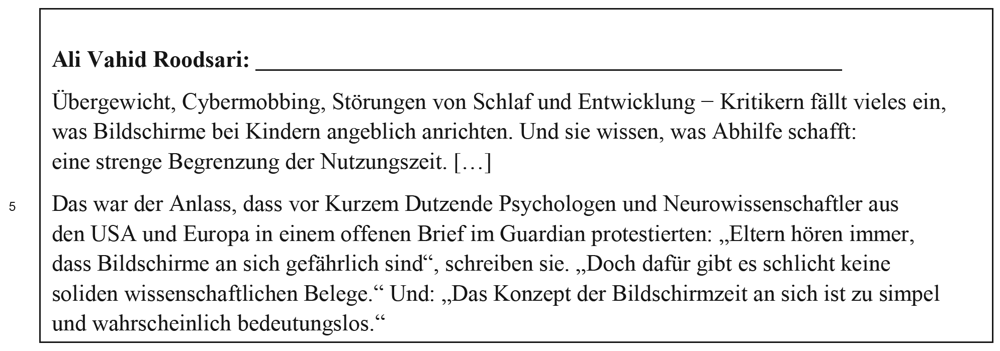 Ali Vahid Roodsari: ______________________________
Übergewicht, Cybermobbing, Störungen von Schlaf und Entwicklung − Kritikern fällt vieles ein,
was Bildschirme bei Kindern angeblich anrichten. Und sie wissen, was Abhilfe schafft:
eine strenge Begrenzung der Nutzungszeit. […]
5 Das war der Anlass, dass vor Kurzem Dutzende Psychologen und Neurowissenschaftler aus
den USA und Europa in einem offenen Brief im Guardian protestierten: „Eltern hören immer,
dass Bildschirme an sich gefährlich sind“, schreiben sie. „Doch dafür gibt es schlicht keine
soliden wissenschaftlichen Belege.“ Und: „Das Konzept der Bildschirmzeit an sich ist zu simpel
und wahrscheinlich bedeutungslos.“